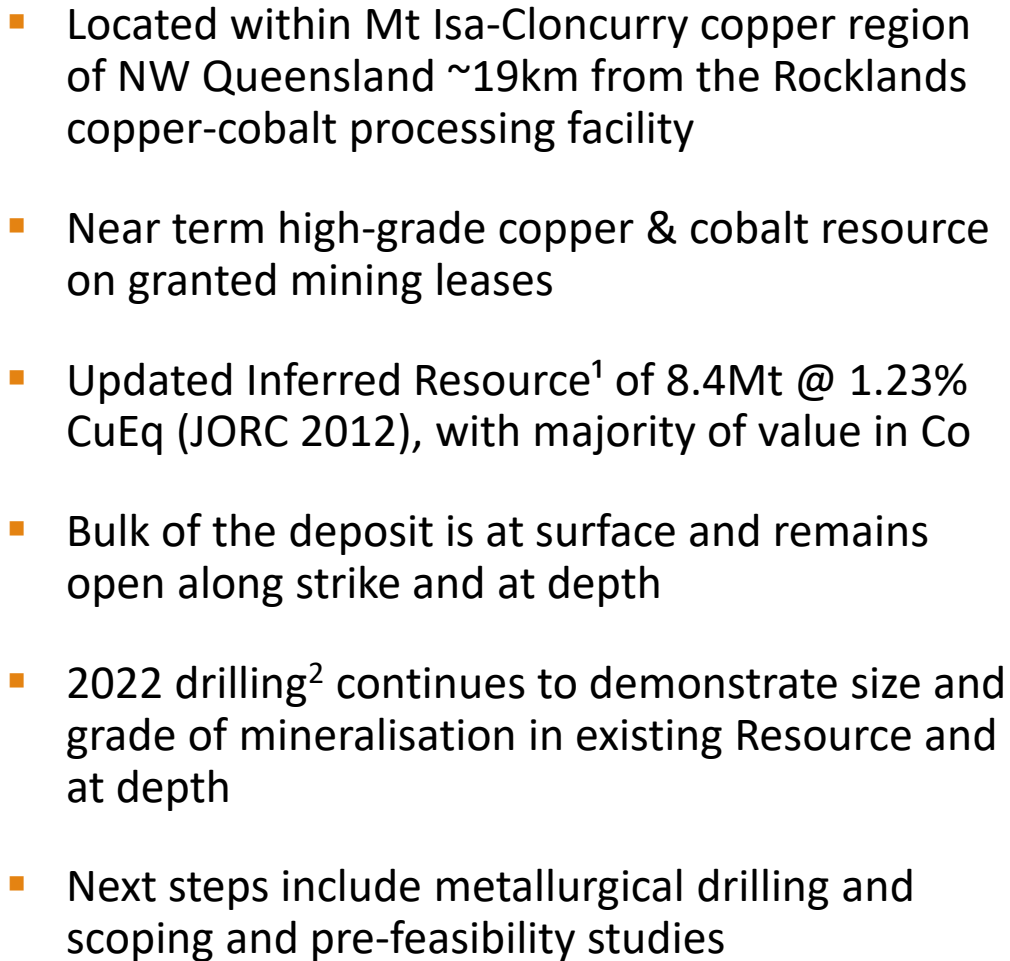 ▪ Located within Mt Isa-Cloncurry copper region
of NW Queensland ~19km from the Rocklands
copper-cobalt processing facility
▪ Near term high-grade copper & cobalt resource
on granted mining leases
▪ Updated Inferred Resource¹ of 8.4Mt @ 1.23%
CuEq (JORC 2012), with majority of value in Co
▪ Bulk of the deposit is at surface and remains
open along strike and at depth
▪ 2022 drilling² continues to demonstrate size and
grade of mineralisation in existing Resource and
at depth
▪ Next steps include metallurgical drilling and
scoping and pre-feasibility studies